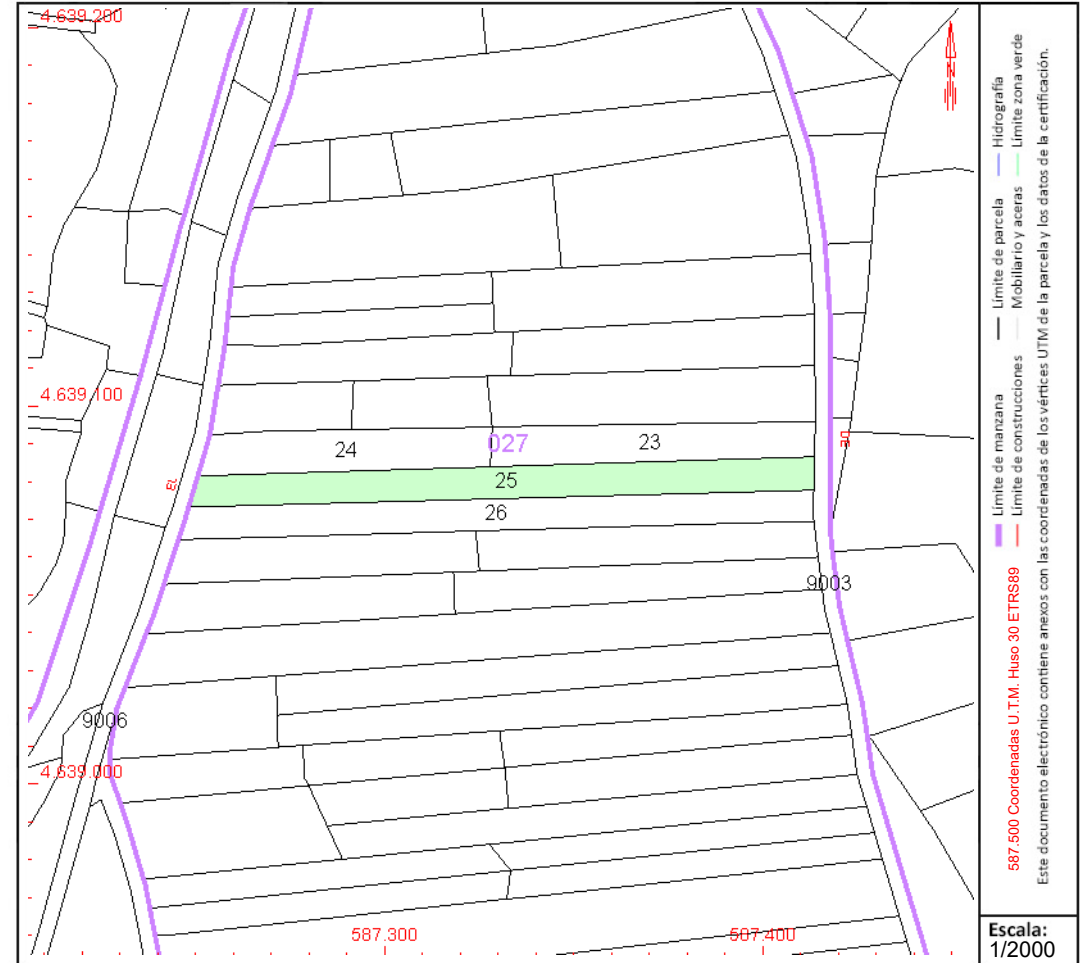 4.639.200
4.639.100
24
027
23
25
26
9003
9006
4.639.000
587.300
587.400
N
Límite de manzana
Límite de parcela
Hidrografía
Límite de construcciones
Mobiliario y aceras
Límite zona verde
587.500 Coordenadas U.T.M. Huso 30 ETRS89
Este documento electrónico contiene anexos con las coordenadas de los vértices UTM de la parcela y los datos de la certificación.
Escala:
1/2000